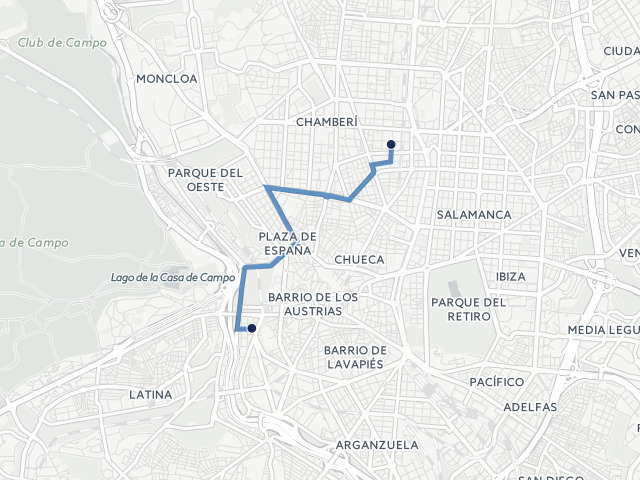 Club de Campo
CIUDA
MONCLOA
SAN PAS
CHAMBERÍ
CON
PARQUE DEL
OESTE
SALAMANCA
PLAZA DE
ESPAÑA
a de Campo
CHUECA
VEN
Lago de la Casa de Campo
IBIZA
BARRIO DE LOS
AUSTRIAS
PARQUE DEL
RETIRO
MEDIA LEGU
BARRIO DE
LAVAPIÉS
PACÍFICO
LATINA
ADELFAS
ARGANZUELA
SAN DIEGO